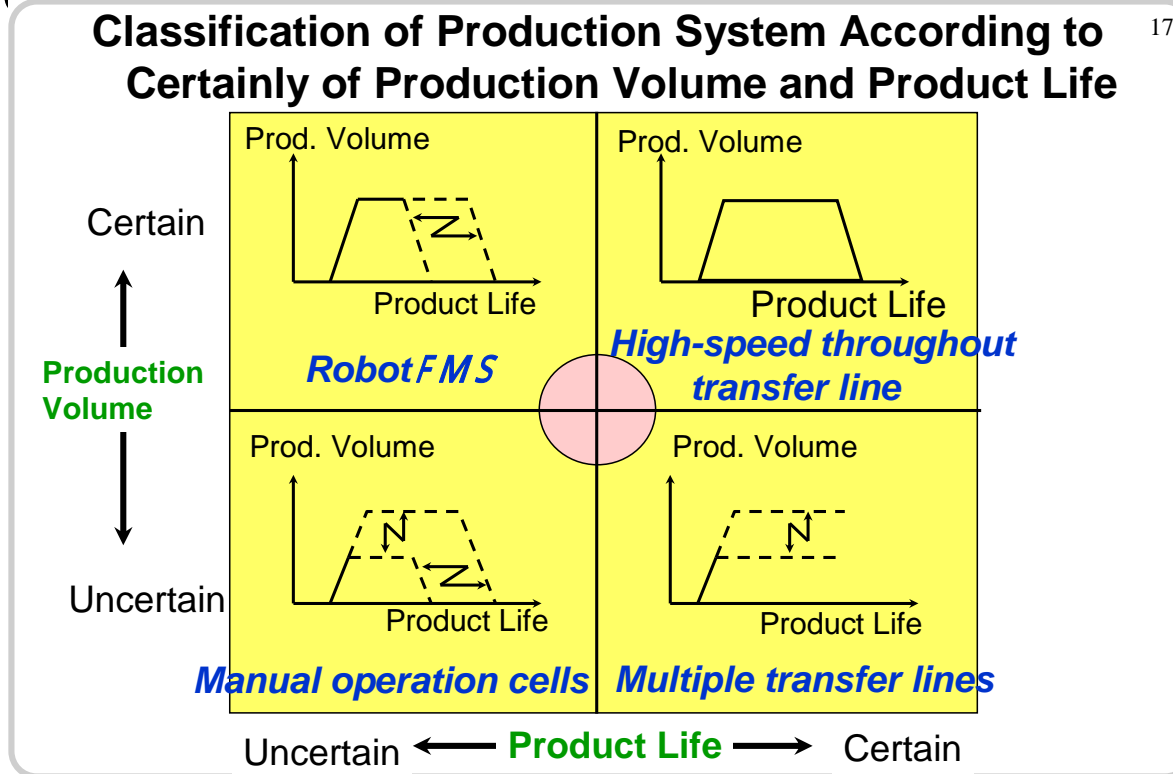 17
Classification of Production System According to
Certainly of Production Volume and Product Life
Prod. Volume
Prod. Volume
Certain
Product Life
Product Life
Robot FMS
High-speed throughout
transfer line
Production
Volume
Prod. Volume
Prod. Volume
Uncertain
Product Life
Product Life
Manual operation cells
Multiple transfer lines
Uncertain
Product Life
Certain